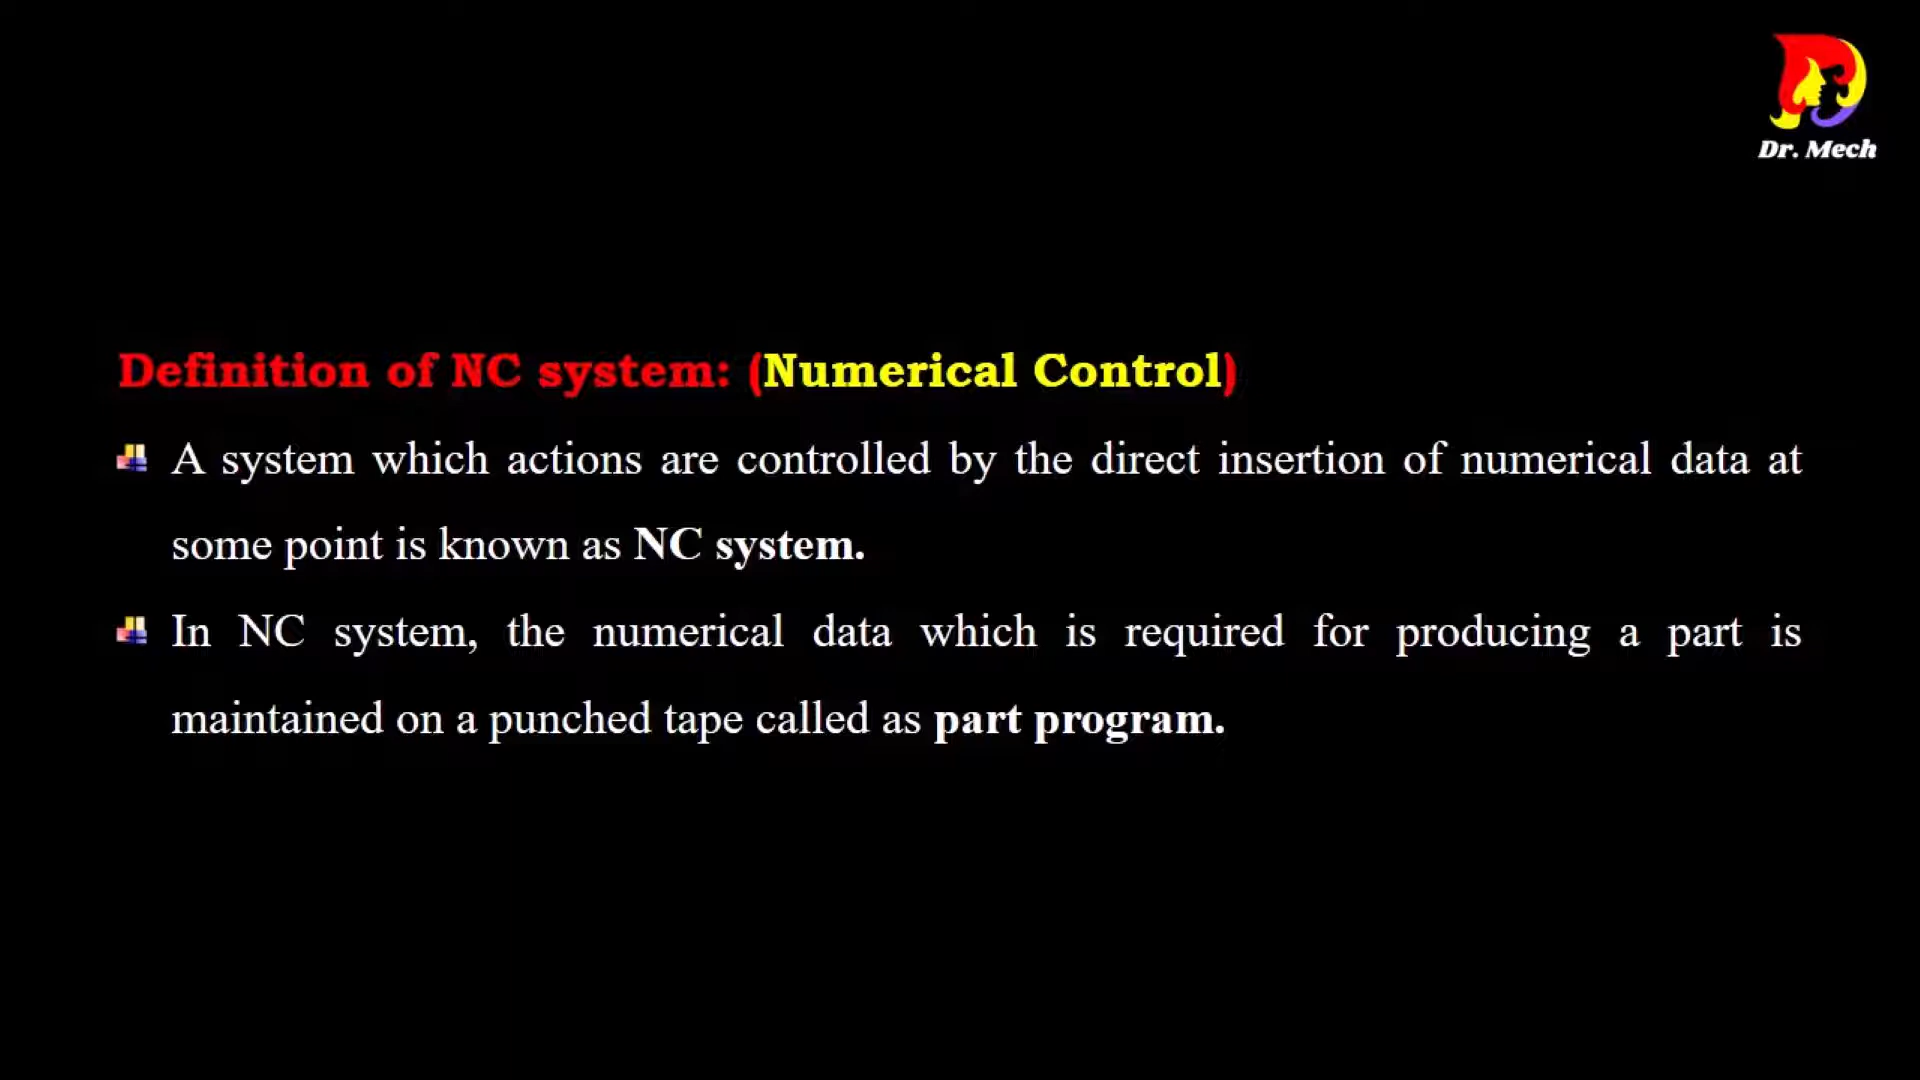 Dr. Mech
Definition of NC system: (Numerical Control)
A system which actions are controlled by the direct insertion of numerical data at
some point is known as NC system.
In NC system, the numerical data which is required for producing a part is
maintained on a punched tape called as part program.